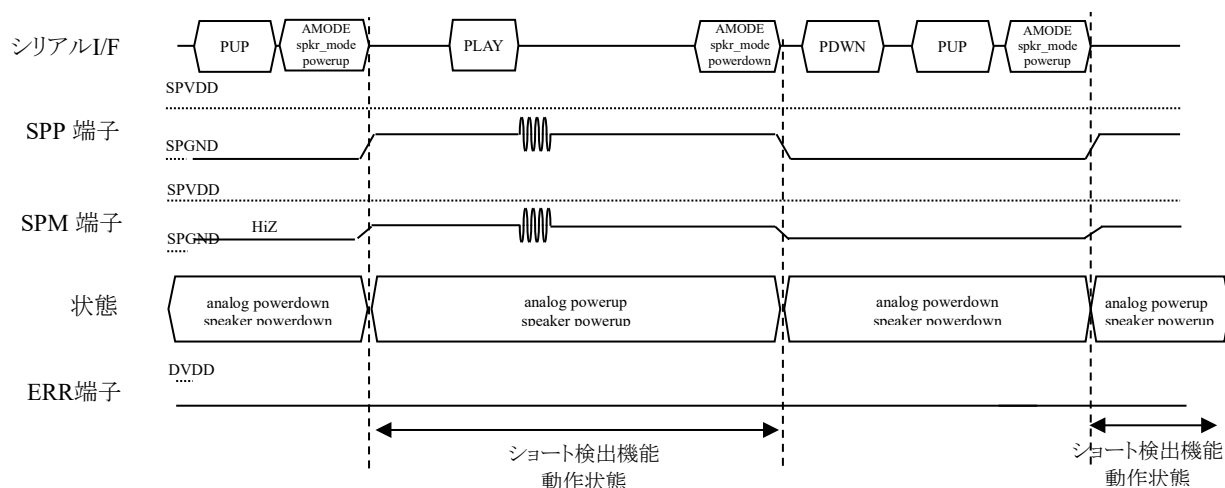 シリアルI/F
PUP
AMODE
spkr_mode
powerup
PLAY
AMODE
spkr_mode
powerdown
PDWN
PUP
AMODE
spkr_mode
powerup
SPVDD
SPP 端子
SPGND
SPVDD
SPM 端子
HiZ
SPGND
状態
analog powerdown
speaker powerdown
analog powerup
speaker powerup
analog powerdown
speaker powerdown
analog powerup
speaker powerup
DVDD
ERR端子
ショート検出機能
動作状態
ショート検出機能
動作状態